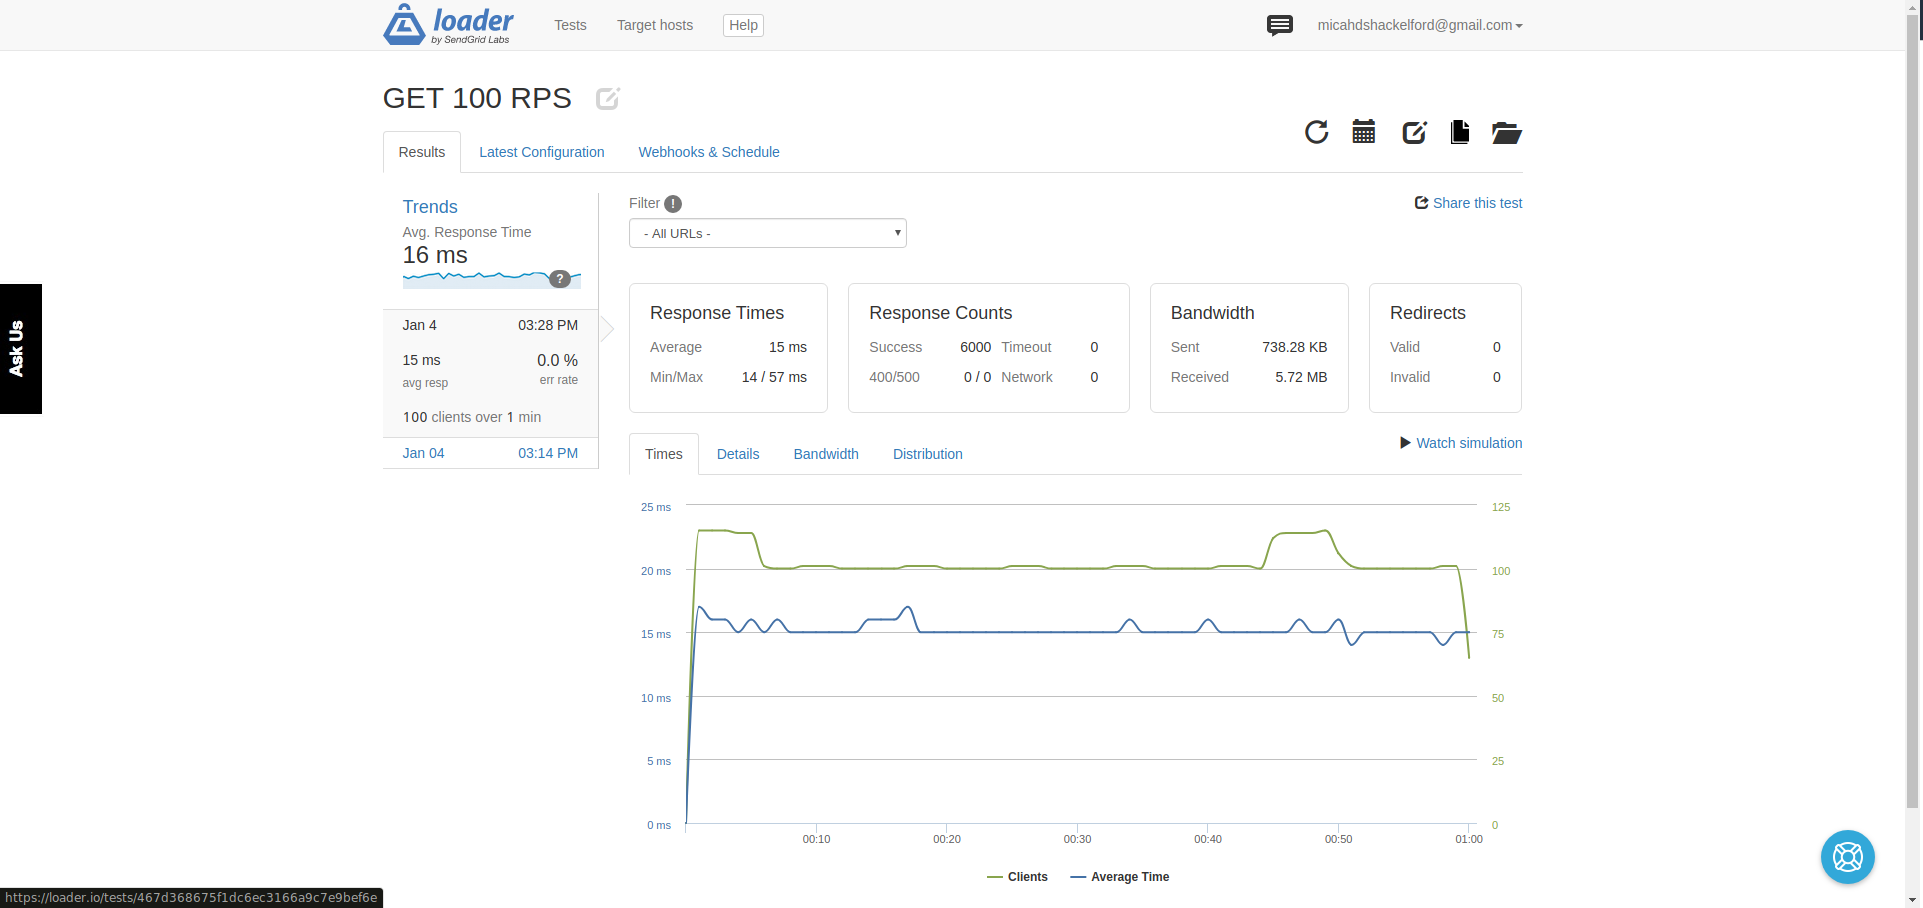 loader
by SendGrid Labs
Tests
Target hosts
Help
micahdshackelford@gmail.com
GET 100 RPS
Results
Latest Configuration
Webhooks & Schedule
Trends
Avg. Response Time
16 ms
?
Jan 4 03:28 PM
15 ms 0.0 %
avg resp err rate
100 clients over 1 min
Jan 04 03:14 PM
Ask Us
Filter !
- All URLs -
Share this test
Response Times
Average 15 ms
Min/Max 14 / 57 ms
Response Counts
Success 6000 Timeout 0
400/500 0 / 0 Network 0
Bandwidth
Sent 738.28 KB
Received 5.72 MB
Redirects
Valid 0
Invalid 0
Times
Details
Bandwidth
Distribution
Watch simulation
25 ms 125
20 ms 100
15 ms 75
10 ms 50
5 ms 25
0 ms 0
00:10 00:20 00:30 00:40 00:50 01:00
Clients Average Time
https://loader.io/tests/467d368675f1dc6ec3166a9c7e9bef6e